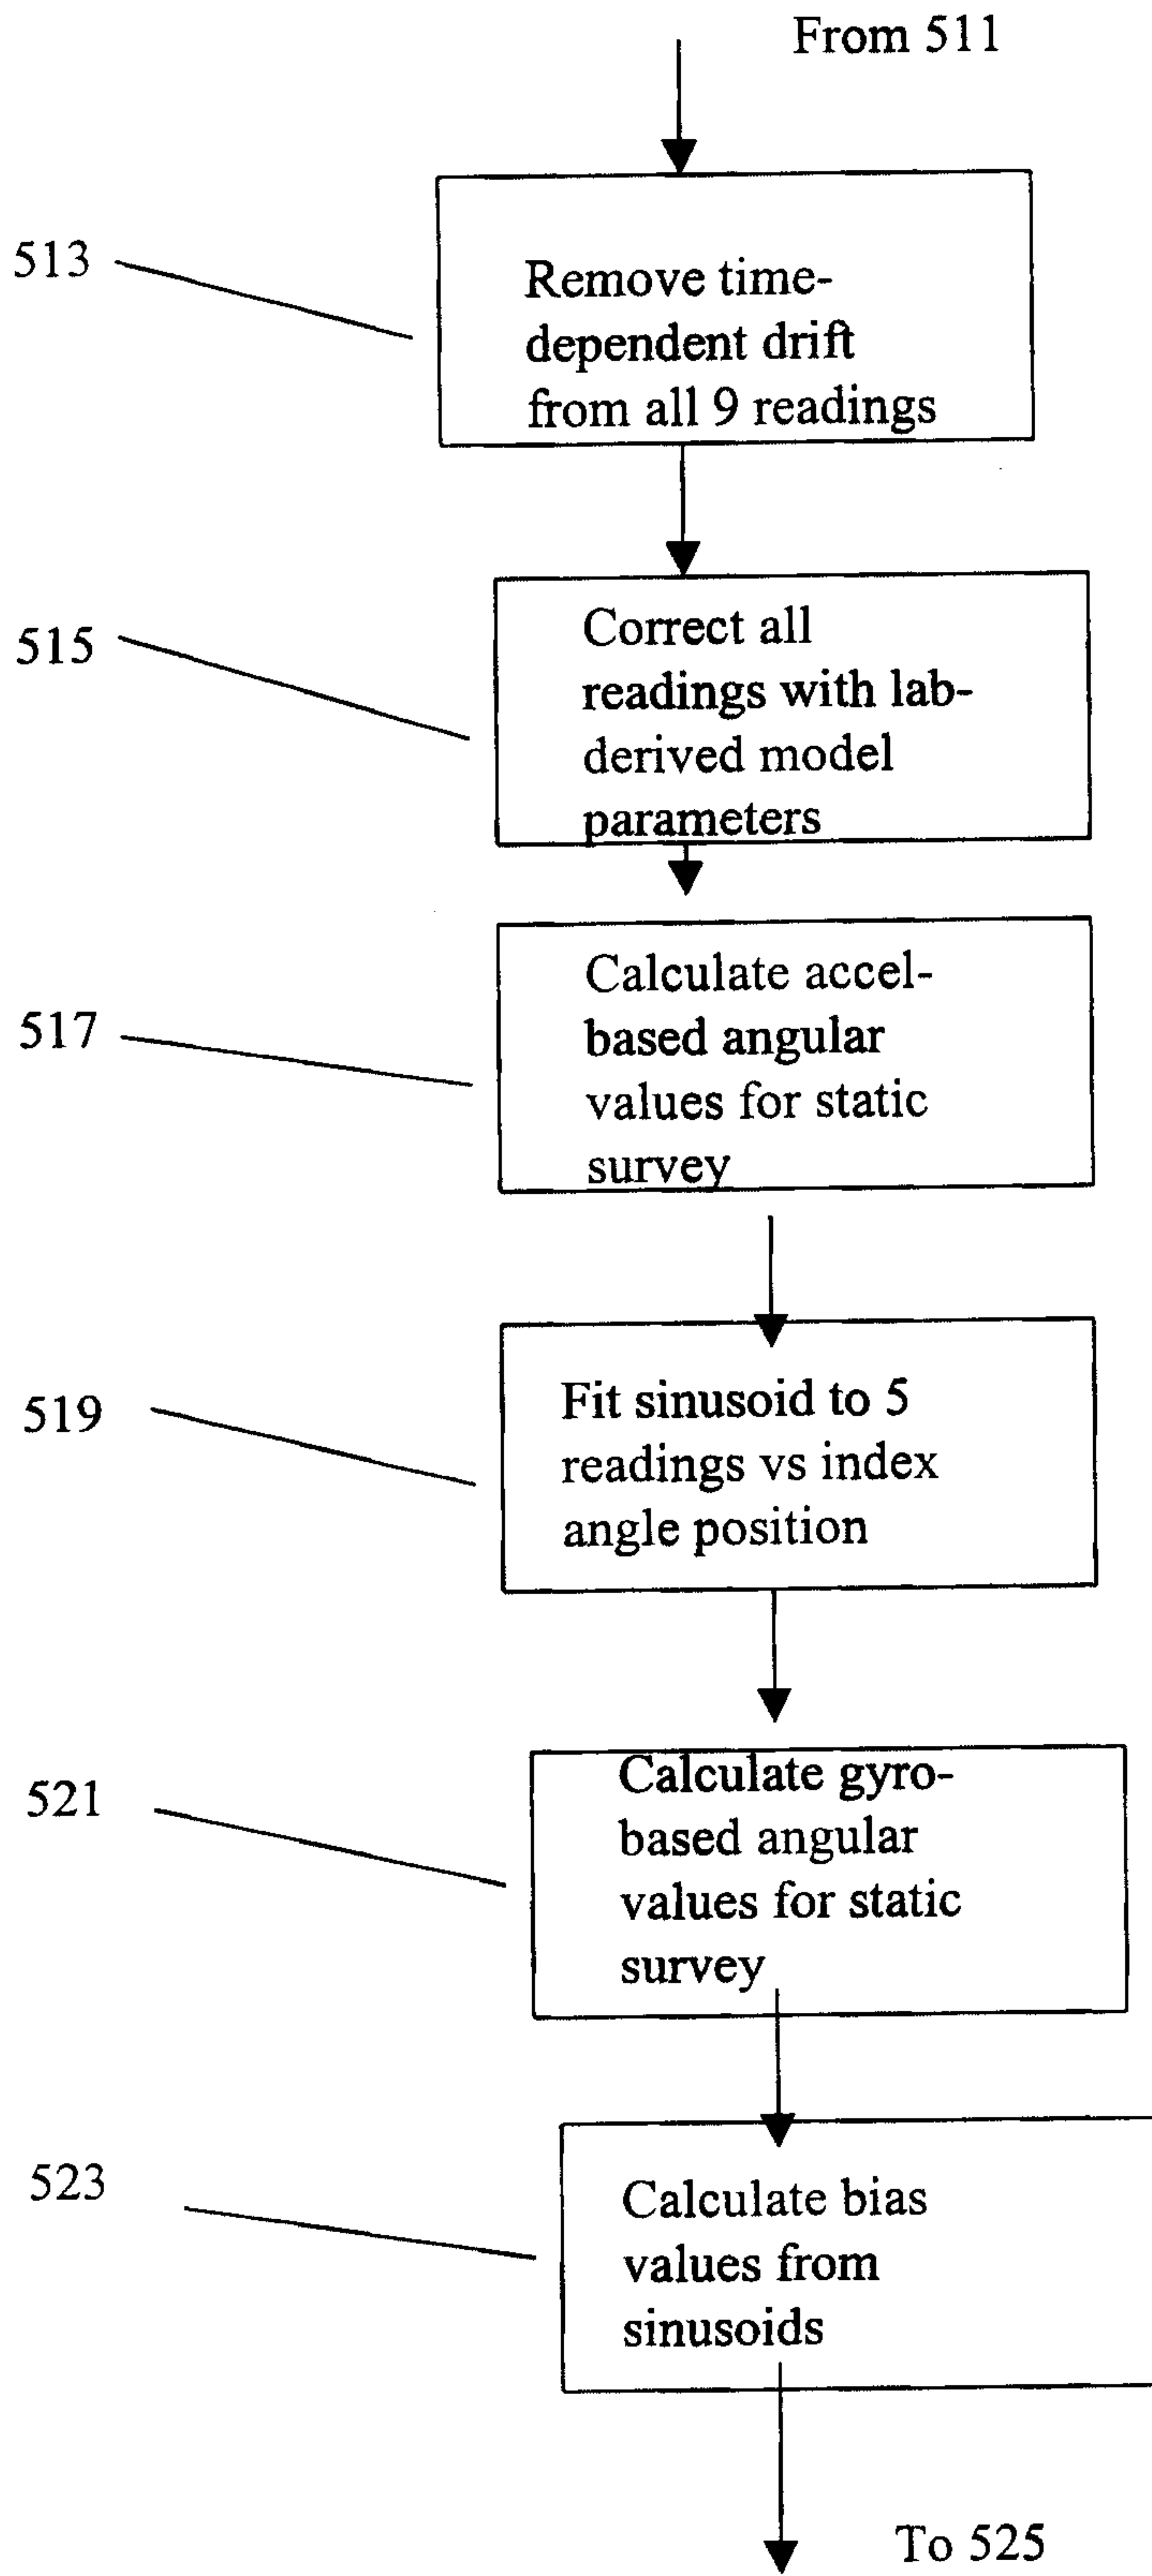 From 511
513
Remove time-
dependent drift
from all 9 readings
515
Correct all
readings with lab-
derived model
parameters
517
Calculate accel-
based angular
values for static
survey
519
Fit sinusoid to 5
readings vs index
angle position
521
Calculate gyro-
based angular
values for static
survey
523
Calculate bias
values from
sinusoids
To 525